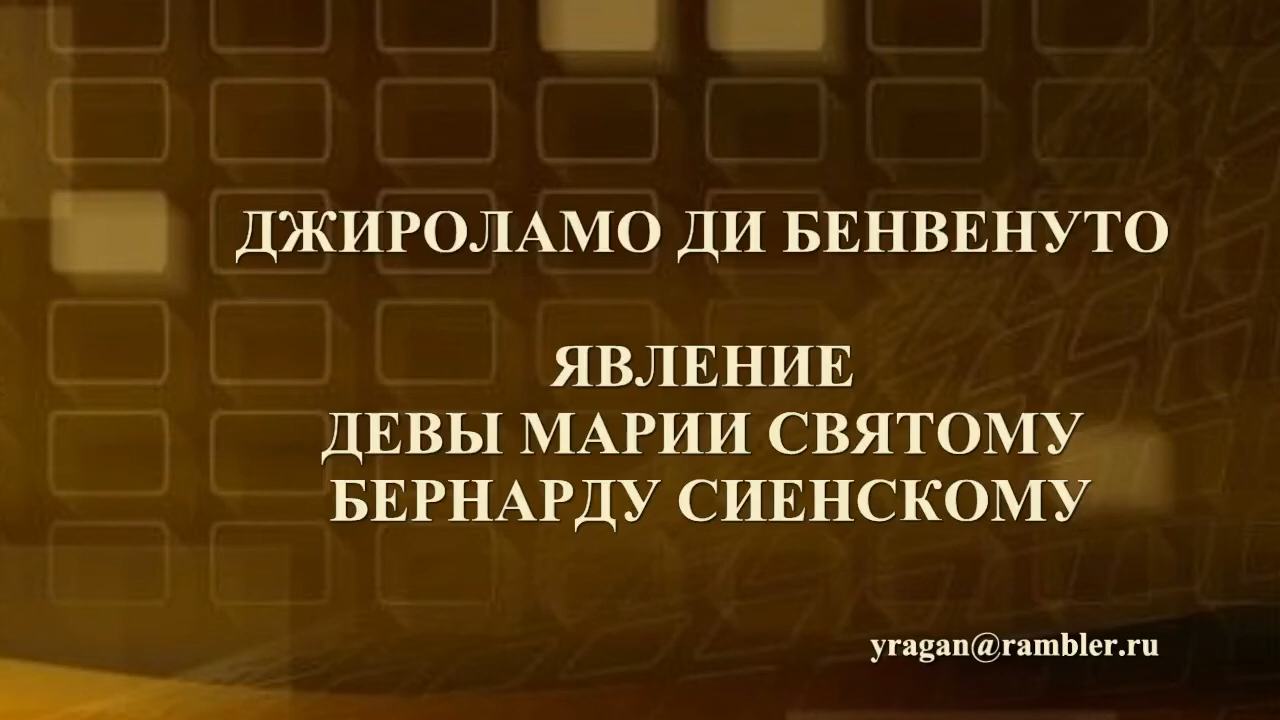 ДЖИРОЛАМО ДИ БЕНВЕНУТО
ЯВЛЕНИЕ
ДЕВЫ МАРИИ СВЯТОМУ
БЕРНАРДУ СИЕНСКОМУ
yragan@rambler.ru